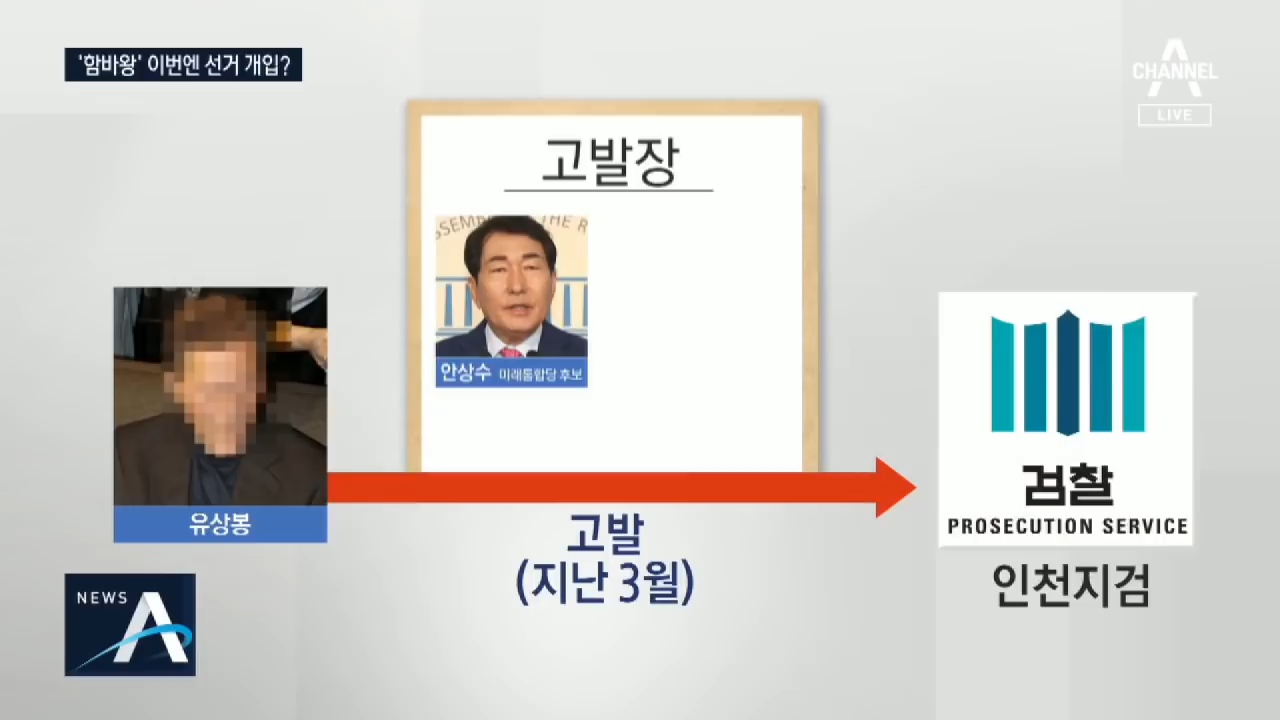 '함바왕' 이번엔 선거 개입?
CHANNEL
LIVE
고발장
SSEMB THE R
안상수 미래통합당 후보
유상봉
고발
(지난 3월)
검찰
PROSECUTION SERVICE
인천지검
NEWS A